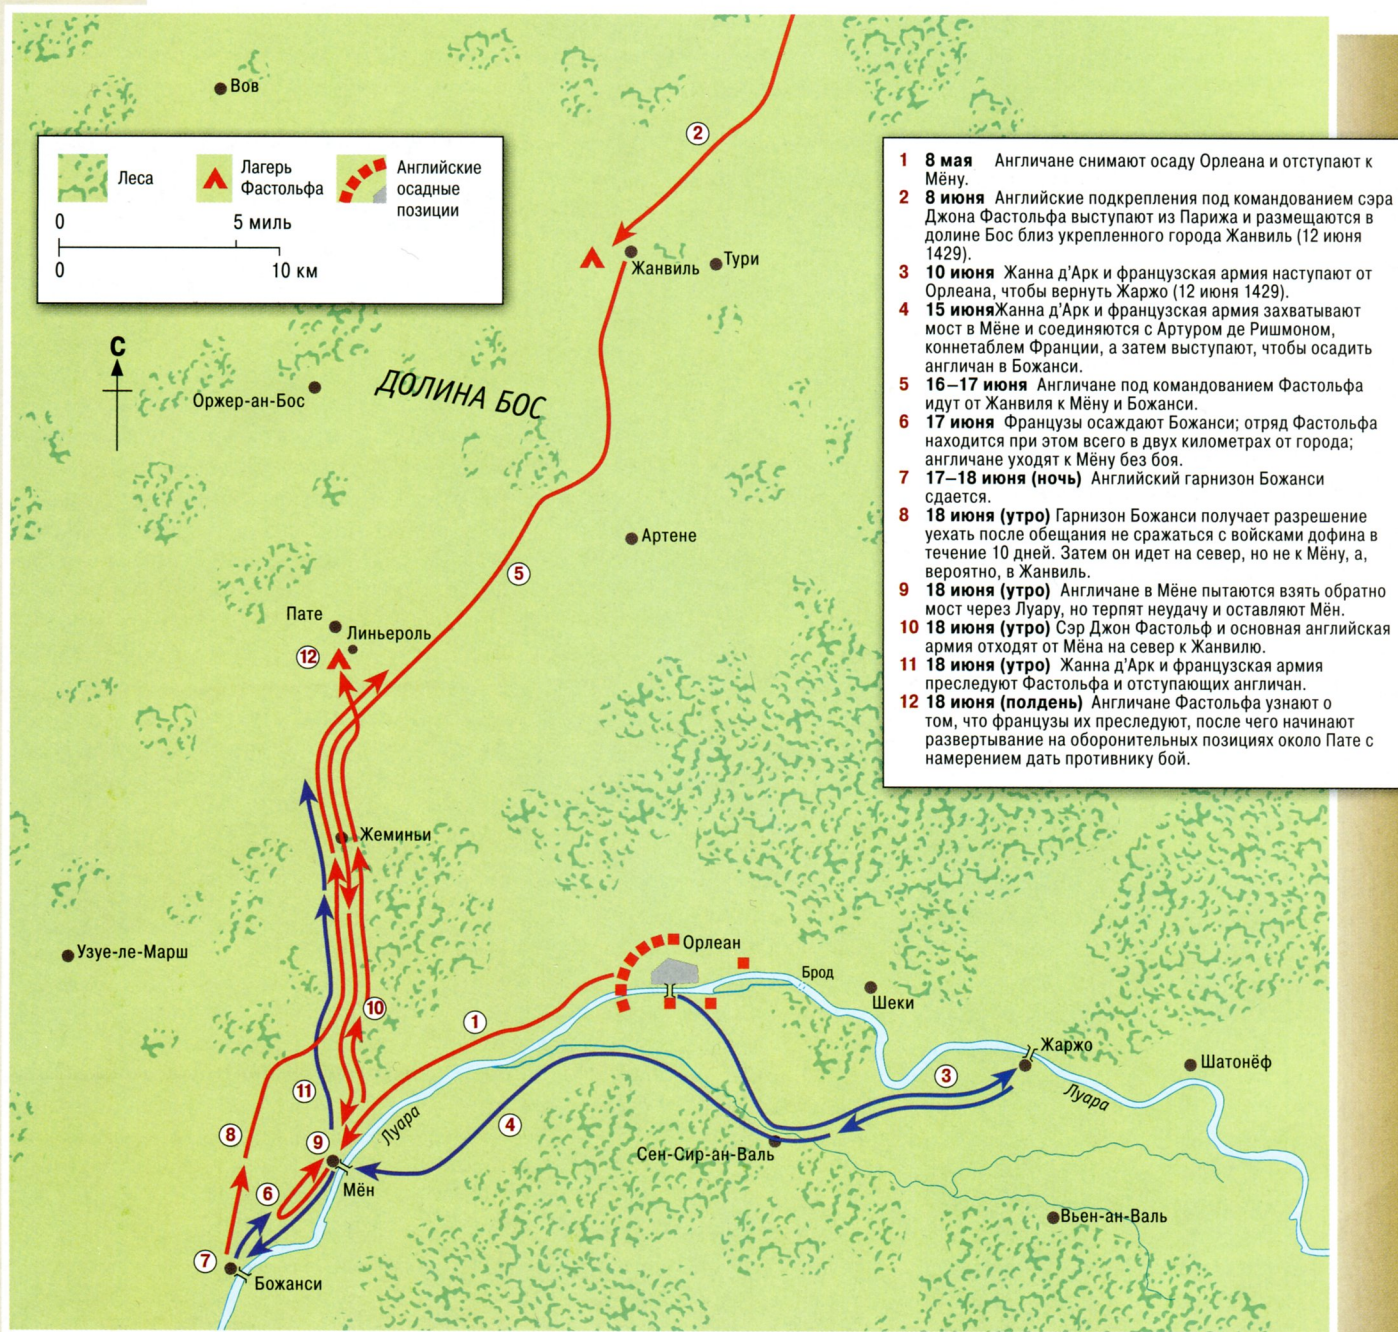 Вов
Леса
Лагерь
Фастольфа
Английские
осадные
позиции
0
5 миль
0
10 км
С
2
Жанвиль
Тури
ДОЛИНА БОС
Оржер-ан-Бос
Артене
5
Пате
Линьероль
12
Жеминьи
Узуе-ле-Марш
Орлеан
Брод
Шеки
10
1
Жаржо
Шатонёф
3
Луара
11
Луара
4
8
9
Сен-Сир-ан-Валь
Мён
6
Вьен-ан-Валь
7
Божанси
1 8 мая Англичане снимают осаду Орлеана и отступают к
Мёну.
2 8 июня Английские подкрепления под командованием сэра
Джона Фастольфа выступают из Парижа и размещаются в
долине Бос близ укрепленного города Жанвиль (12 июня
1429).
3 10 июня Жанна д’Арк и французская армия наступают от
Орлеана, чтобы вернуть Жаржо (12 июня 1429).
4 15 июняЖанна д’Арк и французская армия захватывают
мост в Мёне и соединяются с Артуром де Ришмоном,
коннетаблем Франции, а затем выступают, чтобы осадить
англичан в Божанси.
5 16–17 июня Англичане под командованием Фастольфа
идут от Жанвиля к Мёну и Божанси.
6 17 июня Французы осаждают Божанси; отряд Фастольфа
находится при этом всего в двух километрах от города;
англичане уходят к Мёну без боя.
7 17–18 июня (ночь) Английский гарнизон Божанси
сдается.
8 18 июня (утро) Гарнизон Божанси получает разрешение
уехать после обещания не сражаться с войсками дофина в
течение 10 дней. Затем он идет на север, но не к Мёну, а,
вероятно, в Жанвиль.
9 18 июня (утро) Англичане в Мёне пытаются взять обратно
мост через Луару, но терпят неудачу и оставляют Мён.
10 18 июня (утро) Сэр Джон Фастольф и основная английская
армия отходят от Мёна на север к Жанвилю.
11 18 июня (утро) Жанна д’Арк и французская армия
преследуют Фастольфа и отступающих англичан.
12 18 июня (полдень) Англичане Фастольфа узнают о
том, что французы их преследуют, после чего начинают
развертывание на оборонительных позициях около Пате с
намерением дать противнику бой.